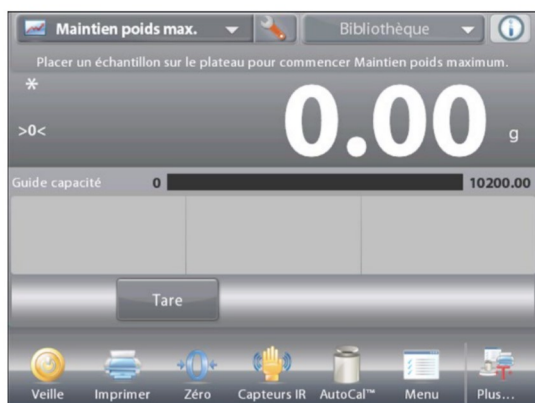 Maintien poids max. Bibliothèque
Placer un échantillon sur le plateau pour commencer Maintien poids maximum.
*
>0< 0.00 g
Guide capacité 0 10200.00
Tare
Veille Imprimer Zéro Capteurs IR AutoCal™ Menu Plus...